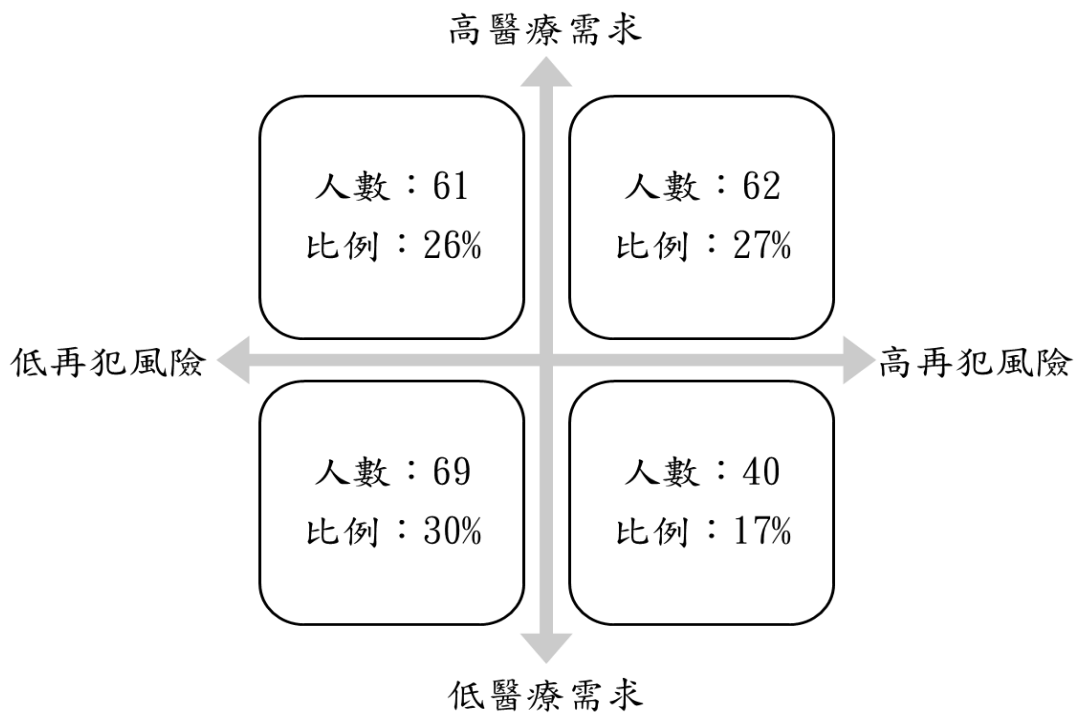 高醫療需求
人數：61
比例：26%
人數：62
比例：27%
低再犯風險
高再犯風險
人數：69
比例：30%
人數：40
比例：17%
低醫療需求